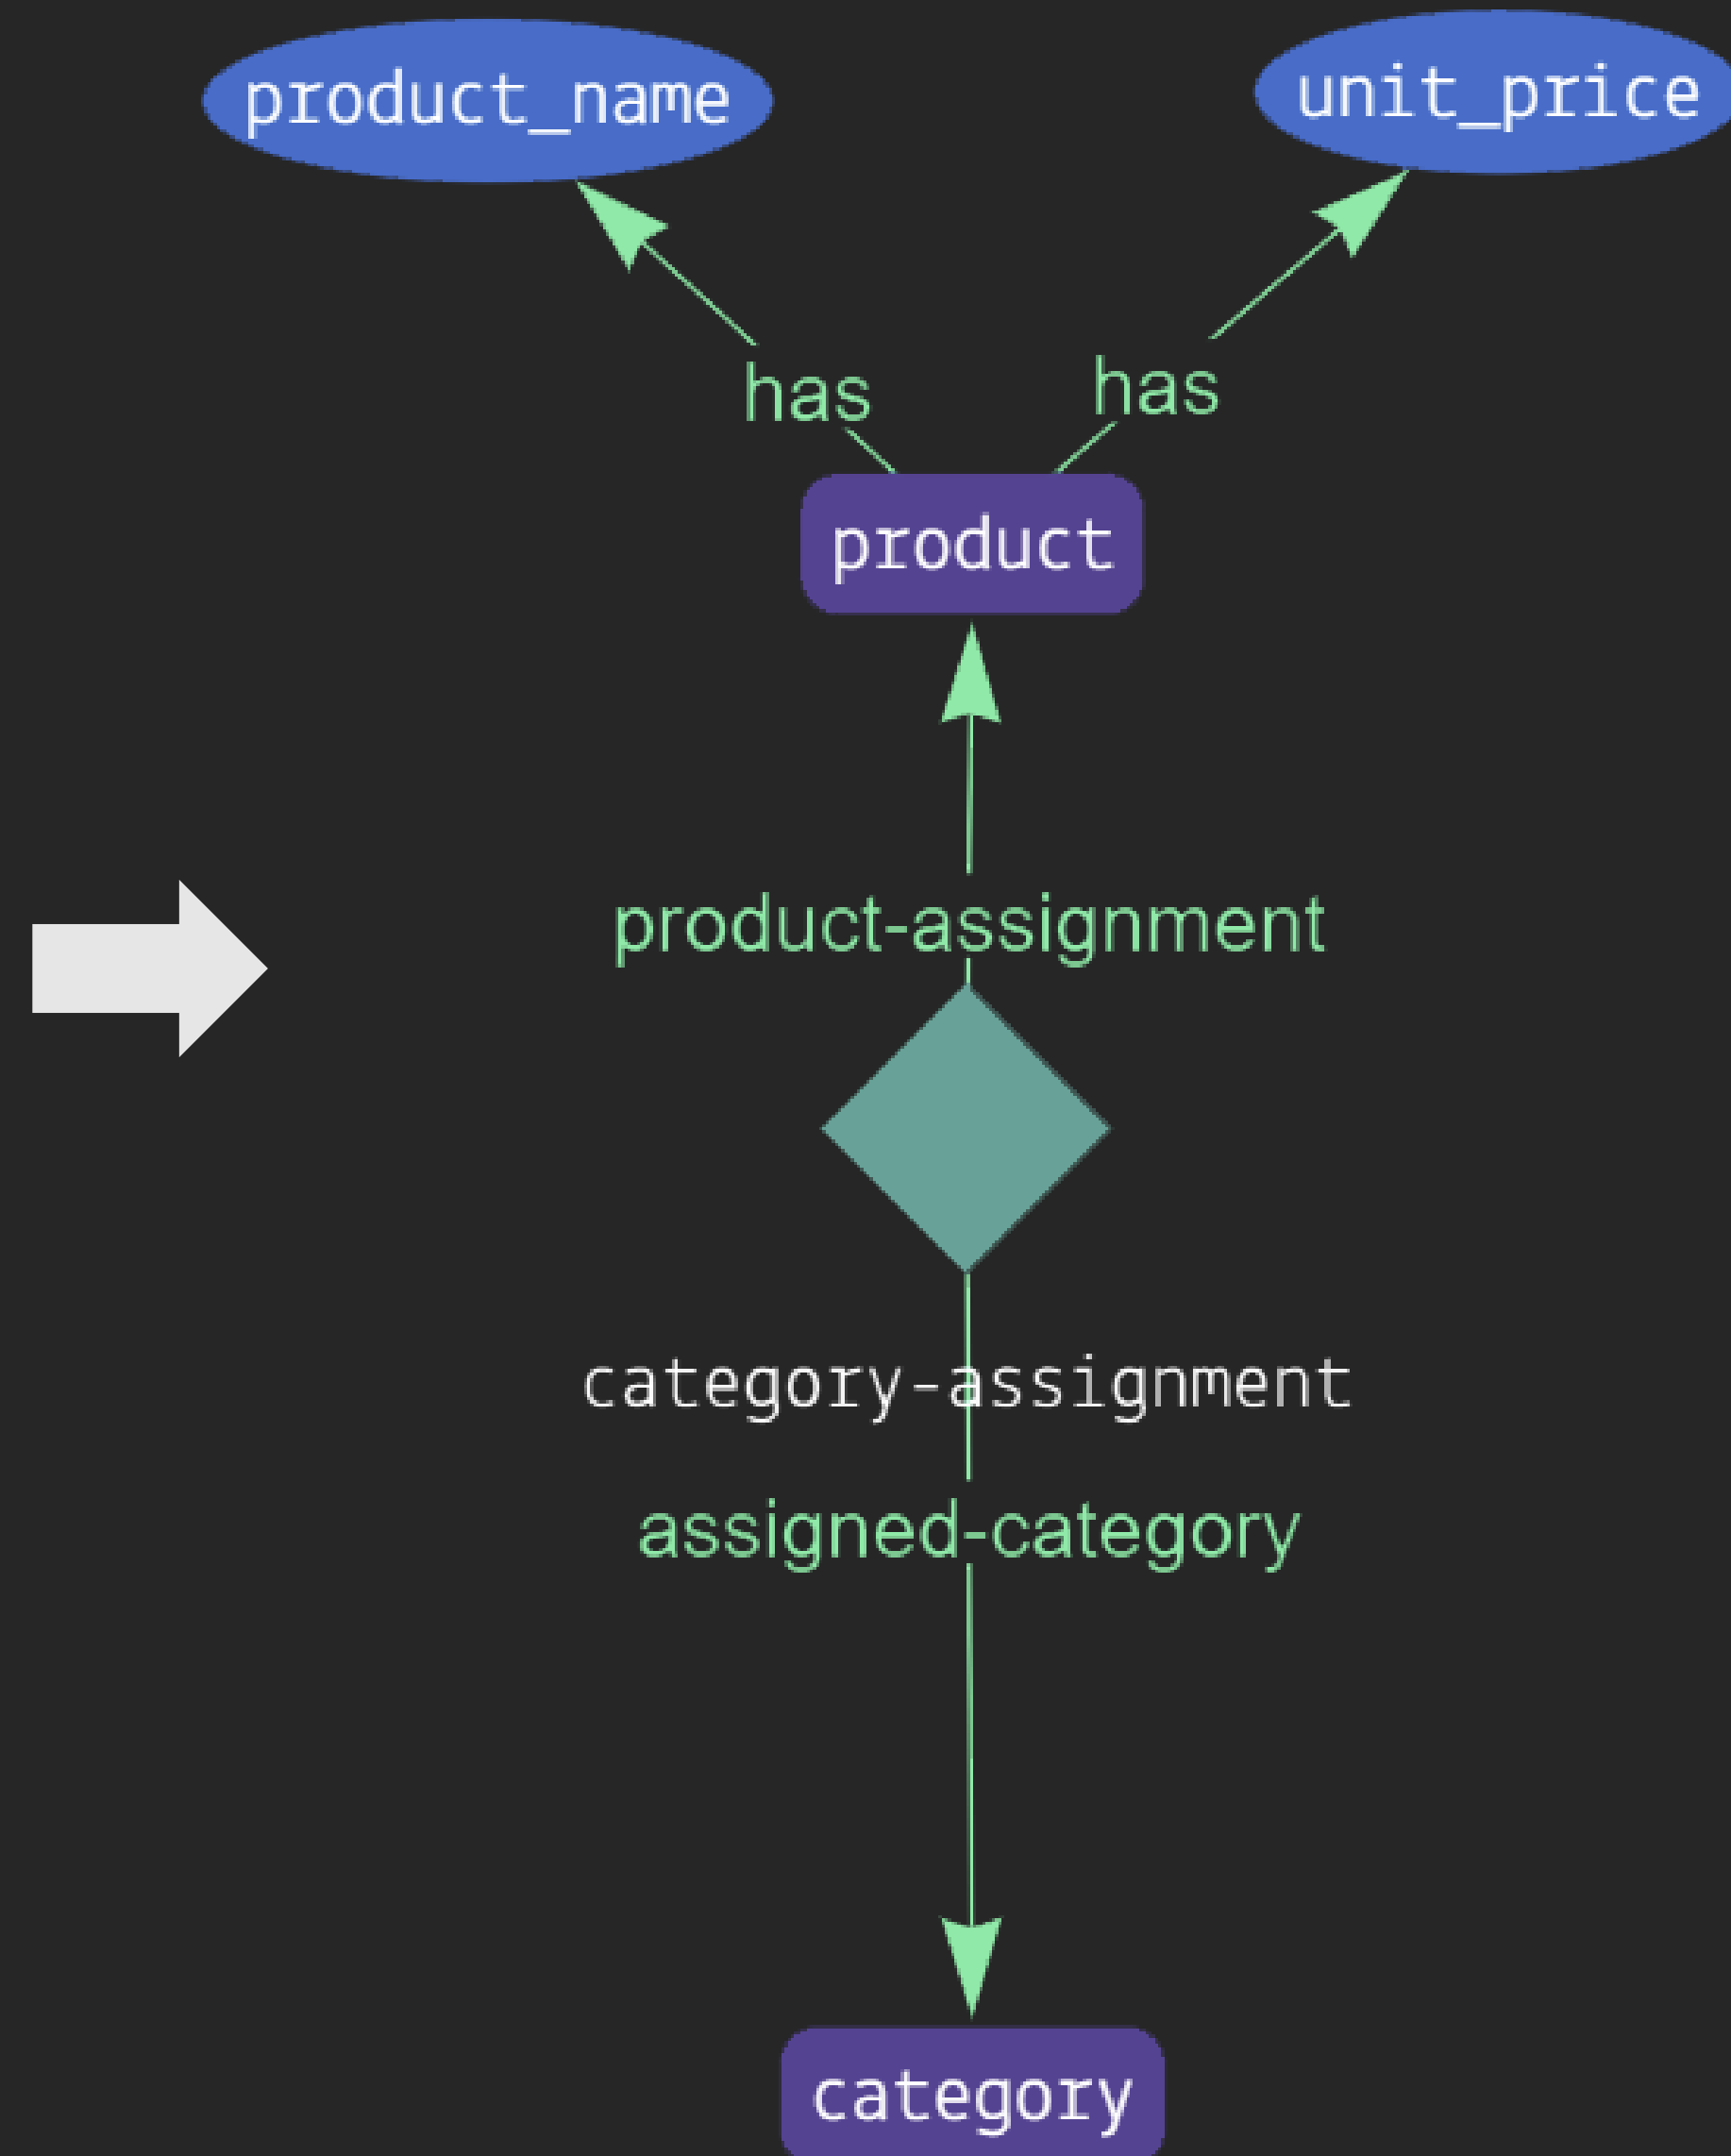 product_name
unit_price
has
has
product
product-assignment
category-assignment
assigned-category
category